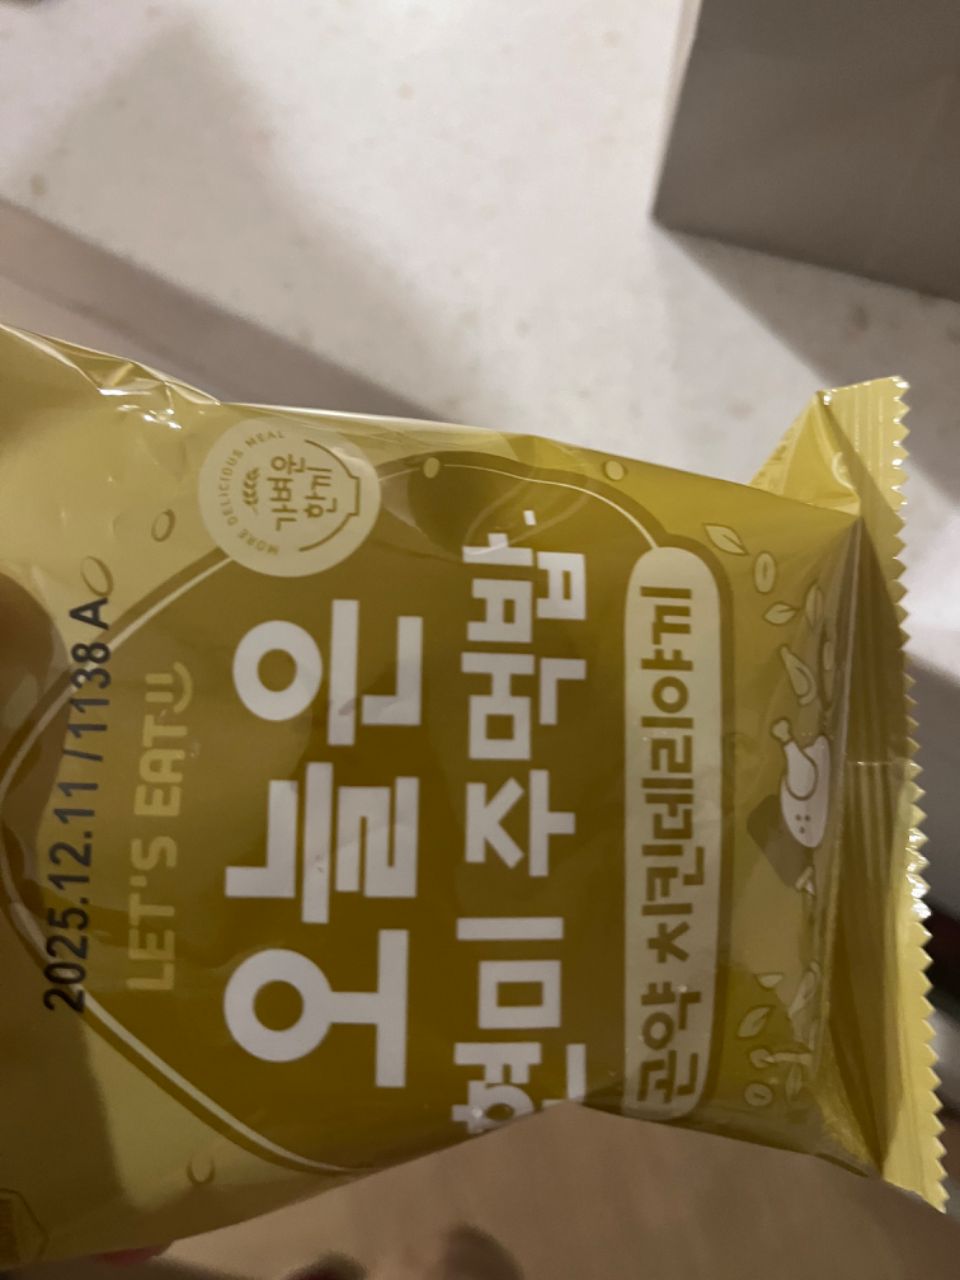 2025.12.11 /1138 A
LET'S EAT
MORE DELICIOUS MEAL
가벼운
한끼
오늘은
현미 주먹밥
곤약 치킨데리야끼